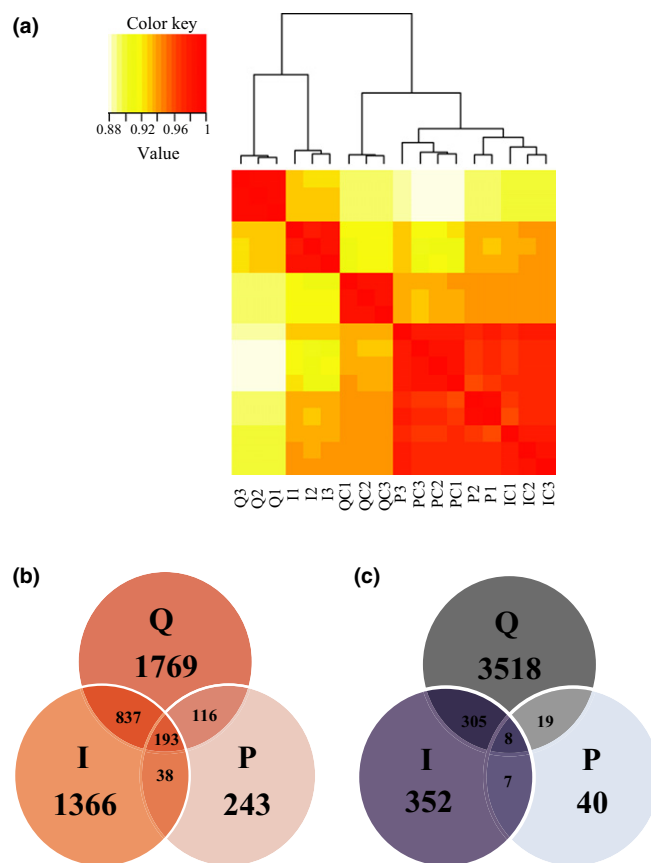 (a)
Color key
0.88 0.92 0.96 1
Value
Q3 Q2 Q1 I1 I2 I3 QC1 QC2 QC3 P3 PC3 PC2 PC1 P2 P1 IC1 IC2 IC3
(b)
Q
1769
837 116
193
I P
38
1366 243
(c)
Q
3518
305 19
8
I P
7
352 40